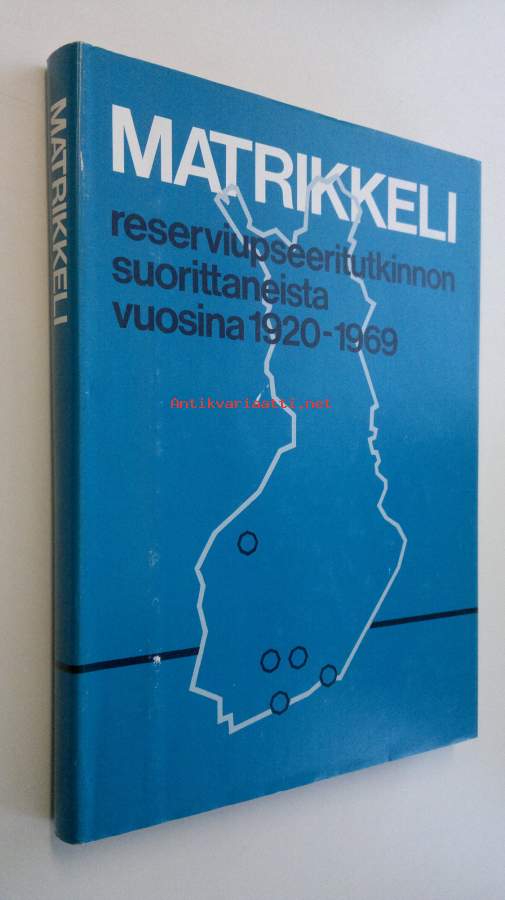 MATRIKKELI
MATRIKKELI
reserviupseeritutkinnon
suorittaneista
vuosina 1920-1969
Antikvariaatti.net